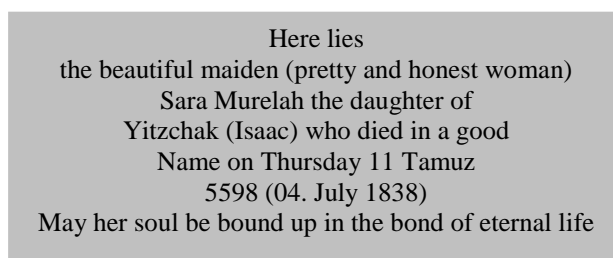 Here lies
the beautiful maiden (pretty and honest woman)
Sara Murelah the daughter of
Yitzchak (Isaac) who died in a good
Name on Thursday 11 Tamuz
5598 (04. July 1838)
May her soul be bound up in the bond of eternal life